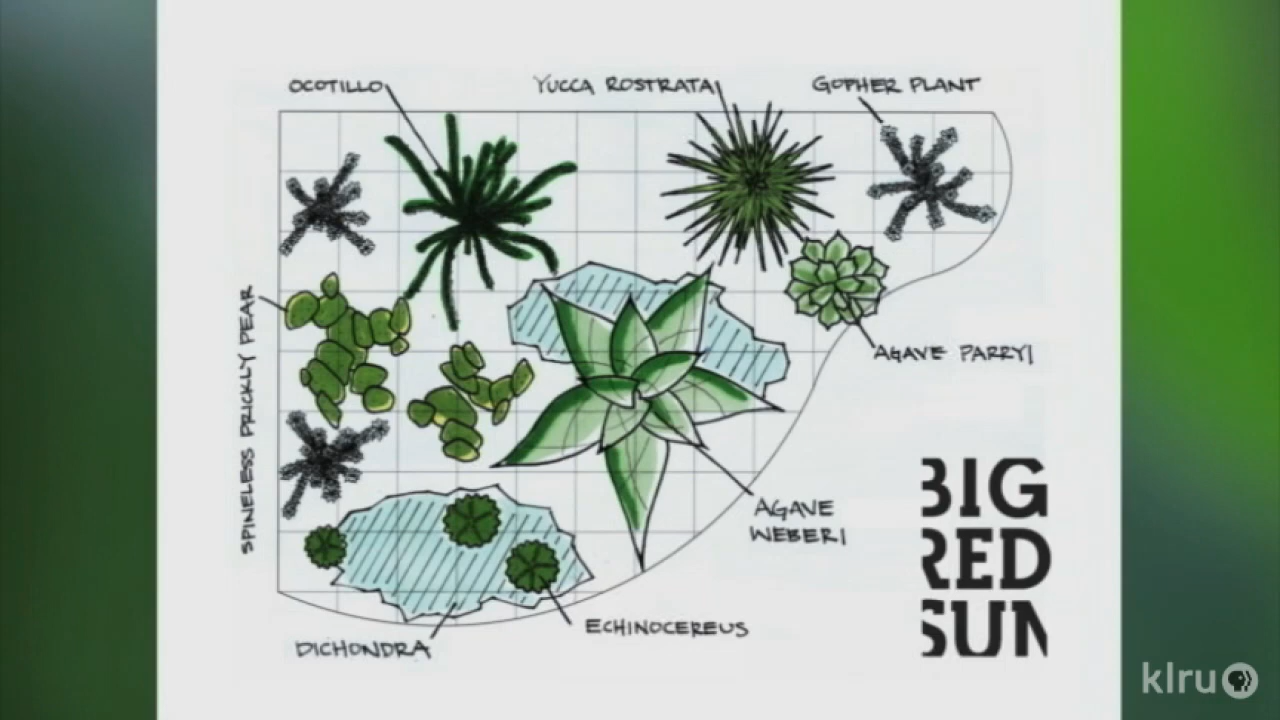 OCOTILLO
YUCCA ROSTRATA
GOPHER PLANT
SPINELESS PRICKLY PEAR
AGAVE PARRYI
AGAVE
WEBERI
ECHINOCEREUS
DICHONDRA
BIG
RED
SUN
klru